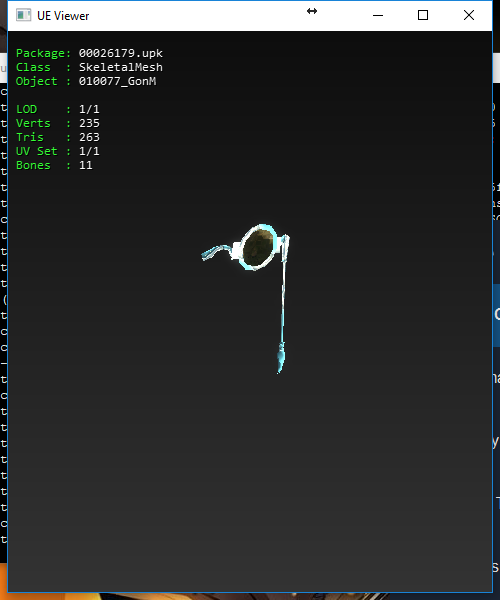 UE Viewer
Package: 00026179.upk
Class : SkeletalMesh
Object : 010077_GonM
LOD : 1/1
Verts : 235
Tris : 263
UV Set : 1/1
Bones : 11